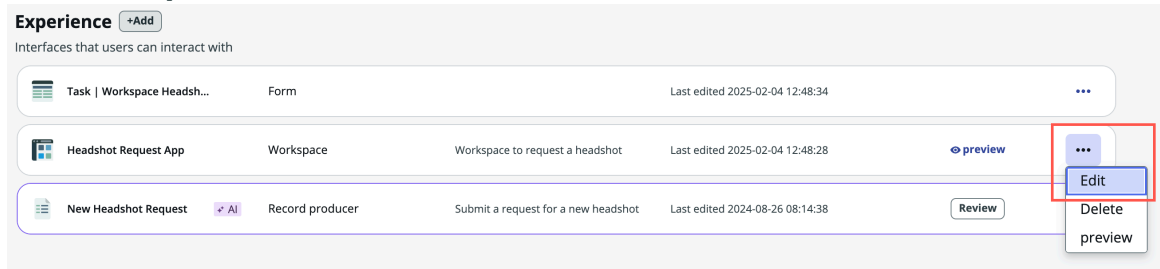 Experience +Add
Interfaces that users can interact with
Task | Workspace Headsh... Form Last edited 2025-02-04 12:48:34
Headshot Request App Workspace Workspace to request a headshot Last edited 2025-02-04 12:48:28 preview
Edit
New Headshot Request AI Record producer Submit a request for a new headshot Last edited 2024-08-26 08:14:38 Review
Delete
preview